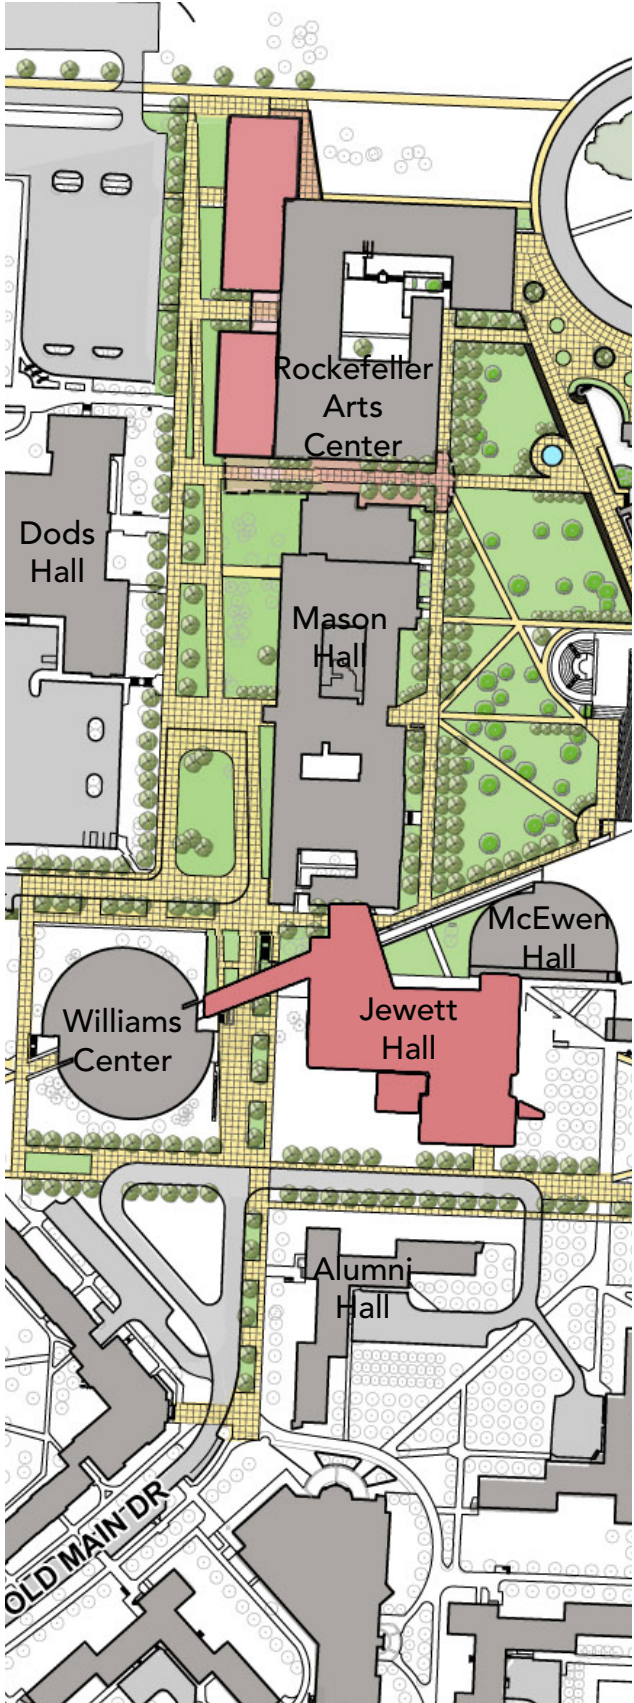 Rockefeller
Arts
Center
Dods
Hall
Mason
Hall
McEwen
Hall
Williams
Center
Jewett
Hall
Alumni
Hall
OLD MAIN DR